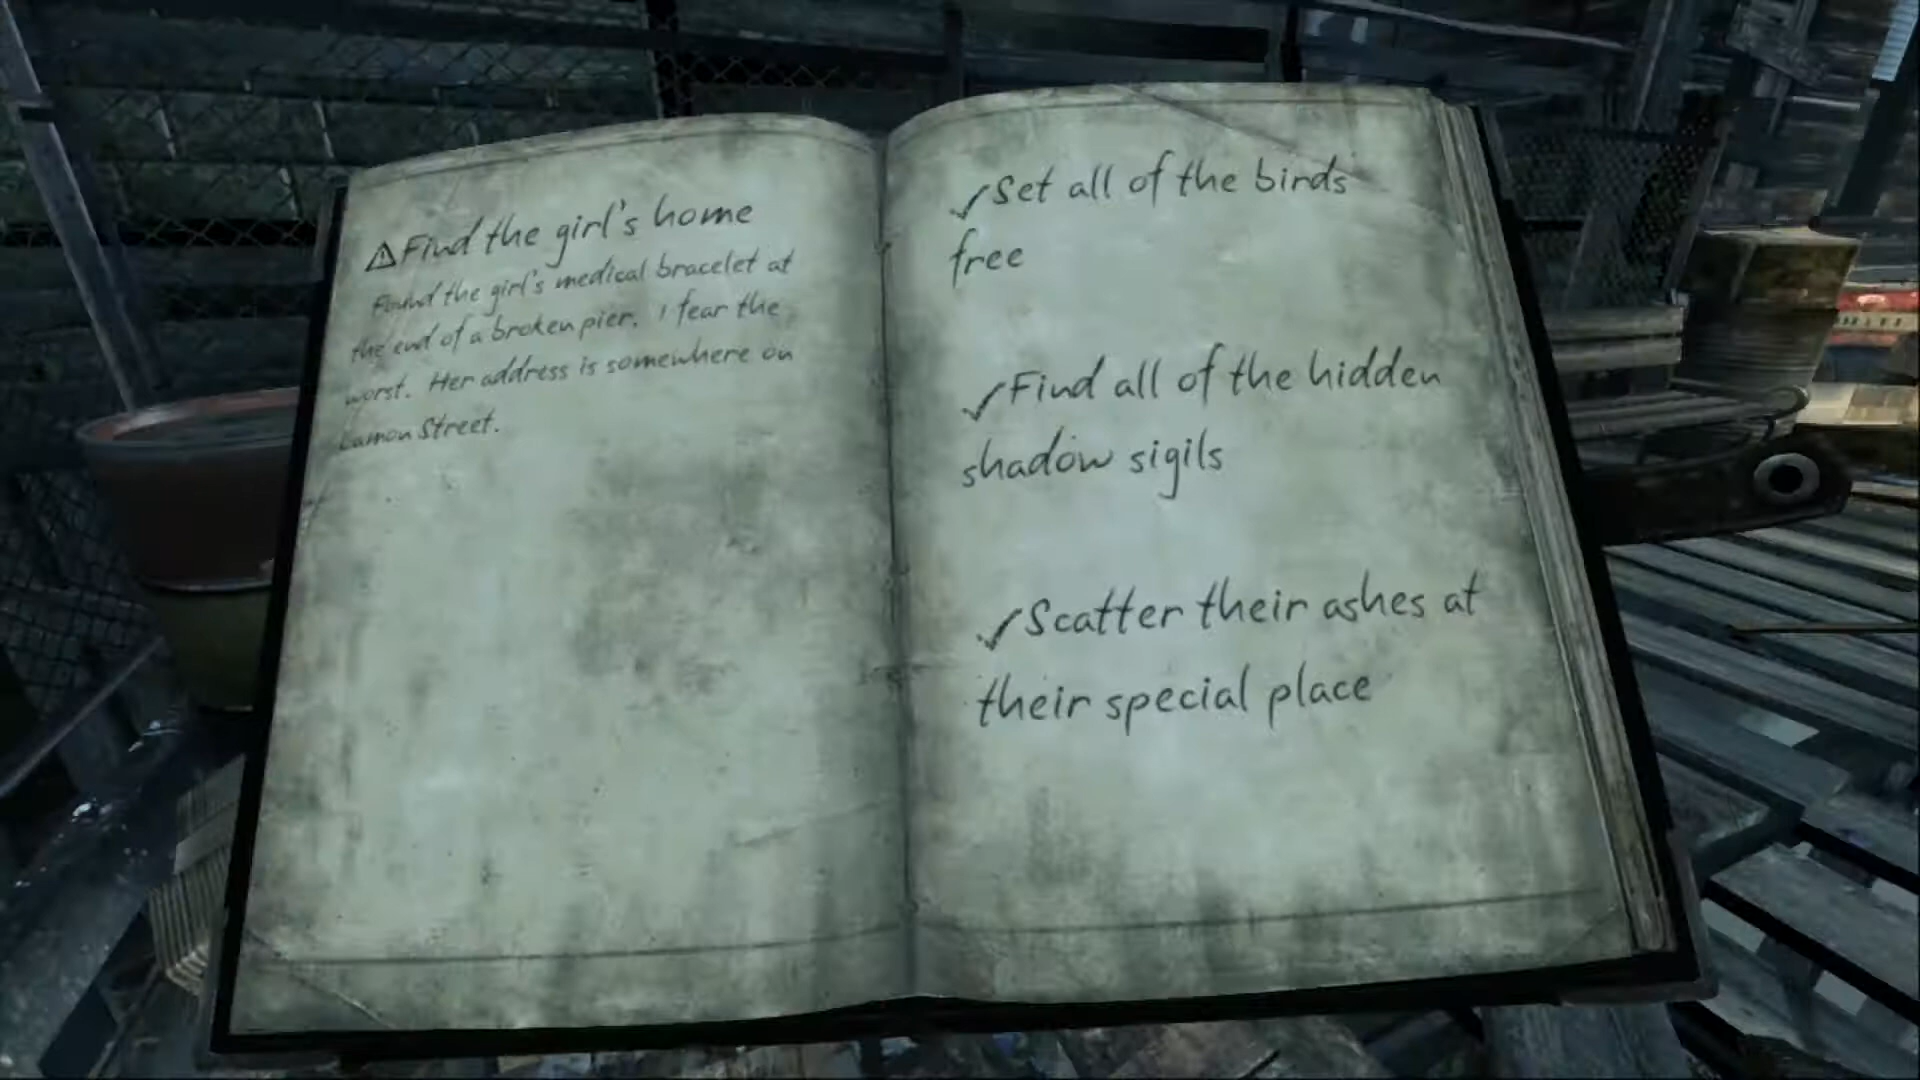 Find the girl's home
Found the girl's medical bracelet at
the end of a broken pier. I fear the
worst. Her address is somewhere on
Lamon Street.
✓Set all of the birds
free
✓Find all of the hidden
shadow sigils
✓Scatter their ashes at
their special place